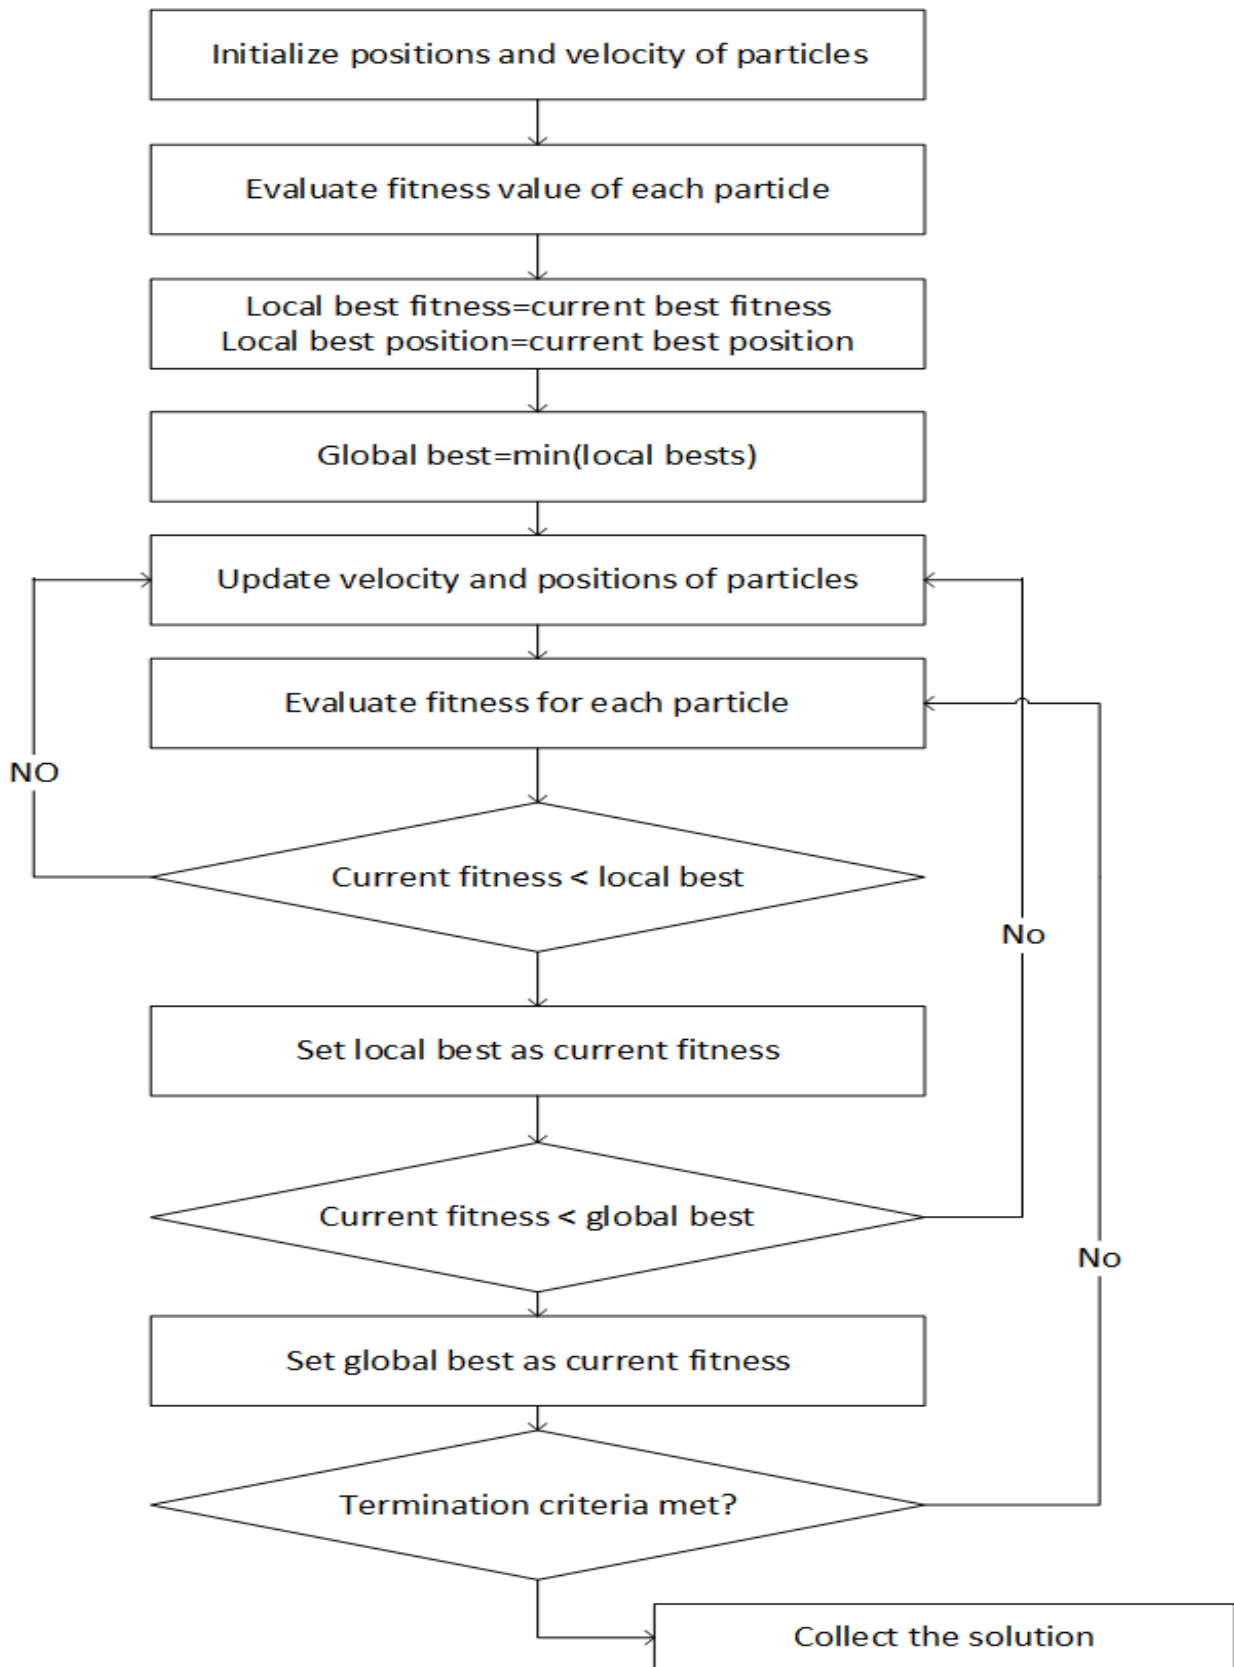 Initialize positions and velocity of particles
Evaluate fitness value of each particle
Local best fitness=current best fitness
Local best position=current best position
Global best=min(local bests)
Update velocity and positions of particles
Evaluate fitness for each particle
NO
Current fitness < local best
No
Set local best as current fitness
Current fitness < global best
No
Set global best as current fitness
Termination criteria met?
Collect the solution